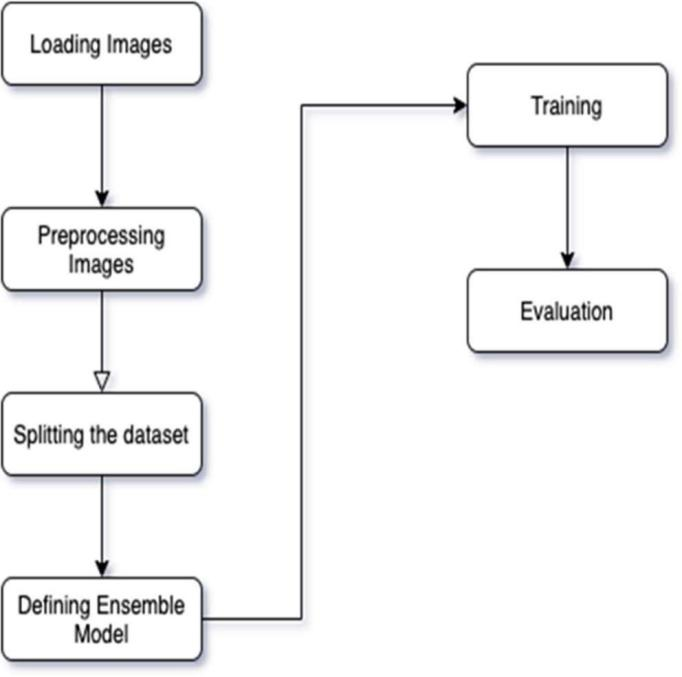 Loading Images
Preprocessing
Images
Splitting the dataset
Defining Ensemble
Model
Training
Evaluation